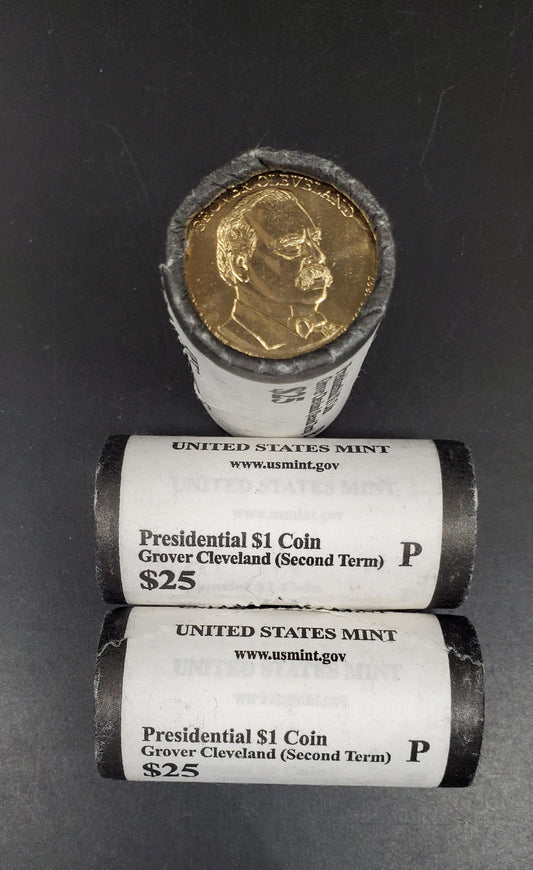 GROVER CLEVELAND
$25
UNITED STATES MINT
www.usmint.gov
Presidential $1 Coin
Grover Cleveland (Second Term)
P
$25
UNITED STATES MINT
www.usmint.gov
Presidential $1 Coin
Grover Cleveland (Second Term)
P
$25